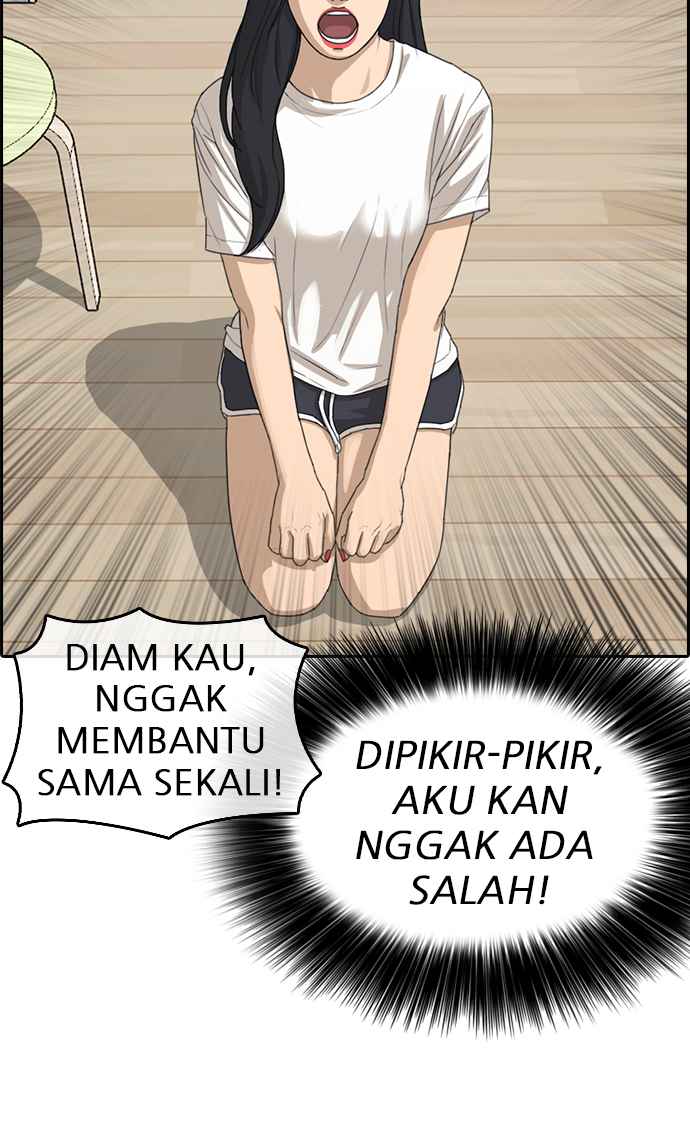 DIAM KAU,
NGGAK
MEMBANTU
SAMA SEKALI!
DIPIKIR-PIKIR,
AKU KAN
NGGAK ADA
SALAH!